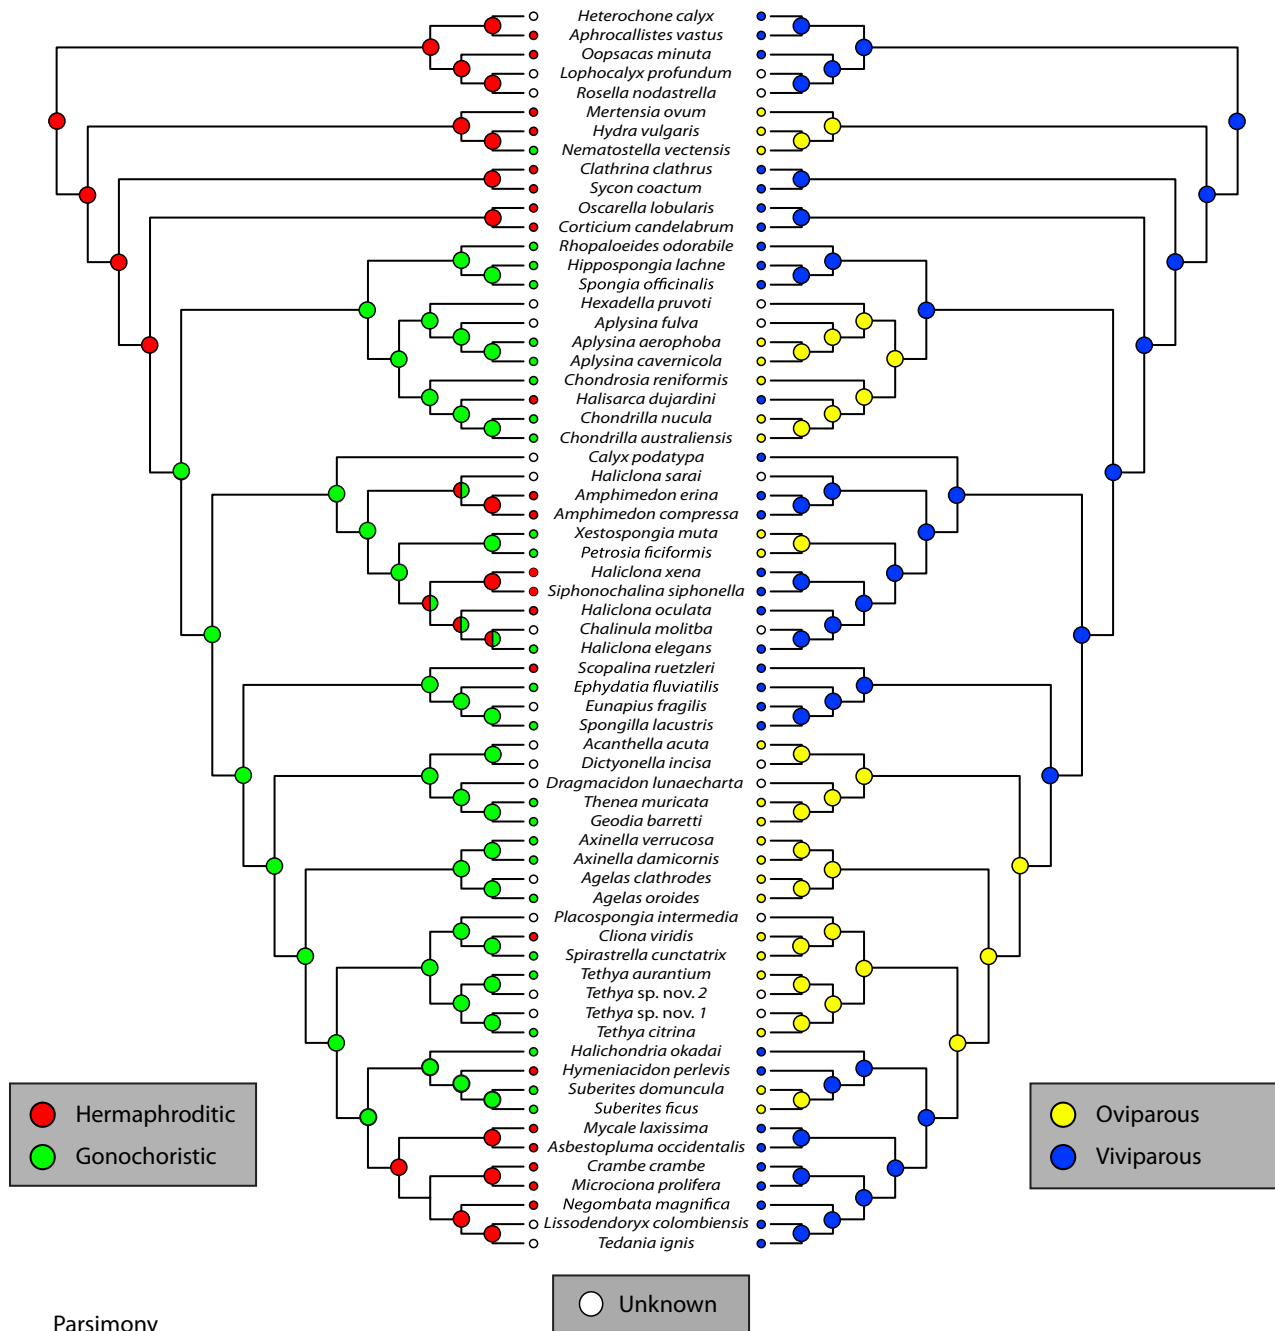 Heterochone calyx
Aphrocallistes vastus
Oopsacas minuta
Lophocalyx profundum
Rosella nodastrella
Mertensia ovum
Hydra vulgaris
Nematostella vectensis
Clathrina clathrus
Sycon coactum
Oscarella lobularis
Corticium candelabrum
Rhopaloeides odorabile
Hippospongia lachne
Spongia officinalis
Hexadella pruvoti
Aplysina fulva
Aplysina aerophoba
Aplysina cavernicola
Chondrosia reniformis
Halisarca dujardini
Chondrilla nucula
Chondrilla australiensis
Calyx podatypa
Haliclona sarai
Amphimedon erina
Amphimedon compressa
Xestospongia muta
Petrosia ficiformis
Haliclona xena
Siphonochalina siphonella
Haliclona oculata
Chalinula molitba
Haliclona elegans
Scopalina ruetzleri
Ephydatia fluviatilis
Eunapius fragilis
Spongilla lacustris
Acanthella acuta
Dictyonella incisa
Dragmacidon lunaecharta
Thenea muricata
Geodia barretti
Axinella verrucosa
Axinella damicornis
Agelas clathrodes
Agelas oroides
Placospongia intermedia
Cliona viridis
Spirastrella cunctatrix
Tethya aurantium
Tethya sp. nov. 2
Tethya sp. nov. 1
Tethya citrina
Halichondria okadai
Hymeniacidon perlevis
Suberites domuncula
Suberites ficus
Mycale laxissima
Asbestopluma occidentalis
Crambe crambe
Microciona prolifera
Negombata magnifica
Lissodendoryx colombiensis
Tedania ignis
Hermaphroditic
Gonochoristic
Oviparous
Viviparous
Unknown
Parsimony